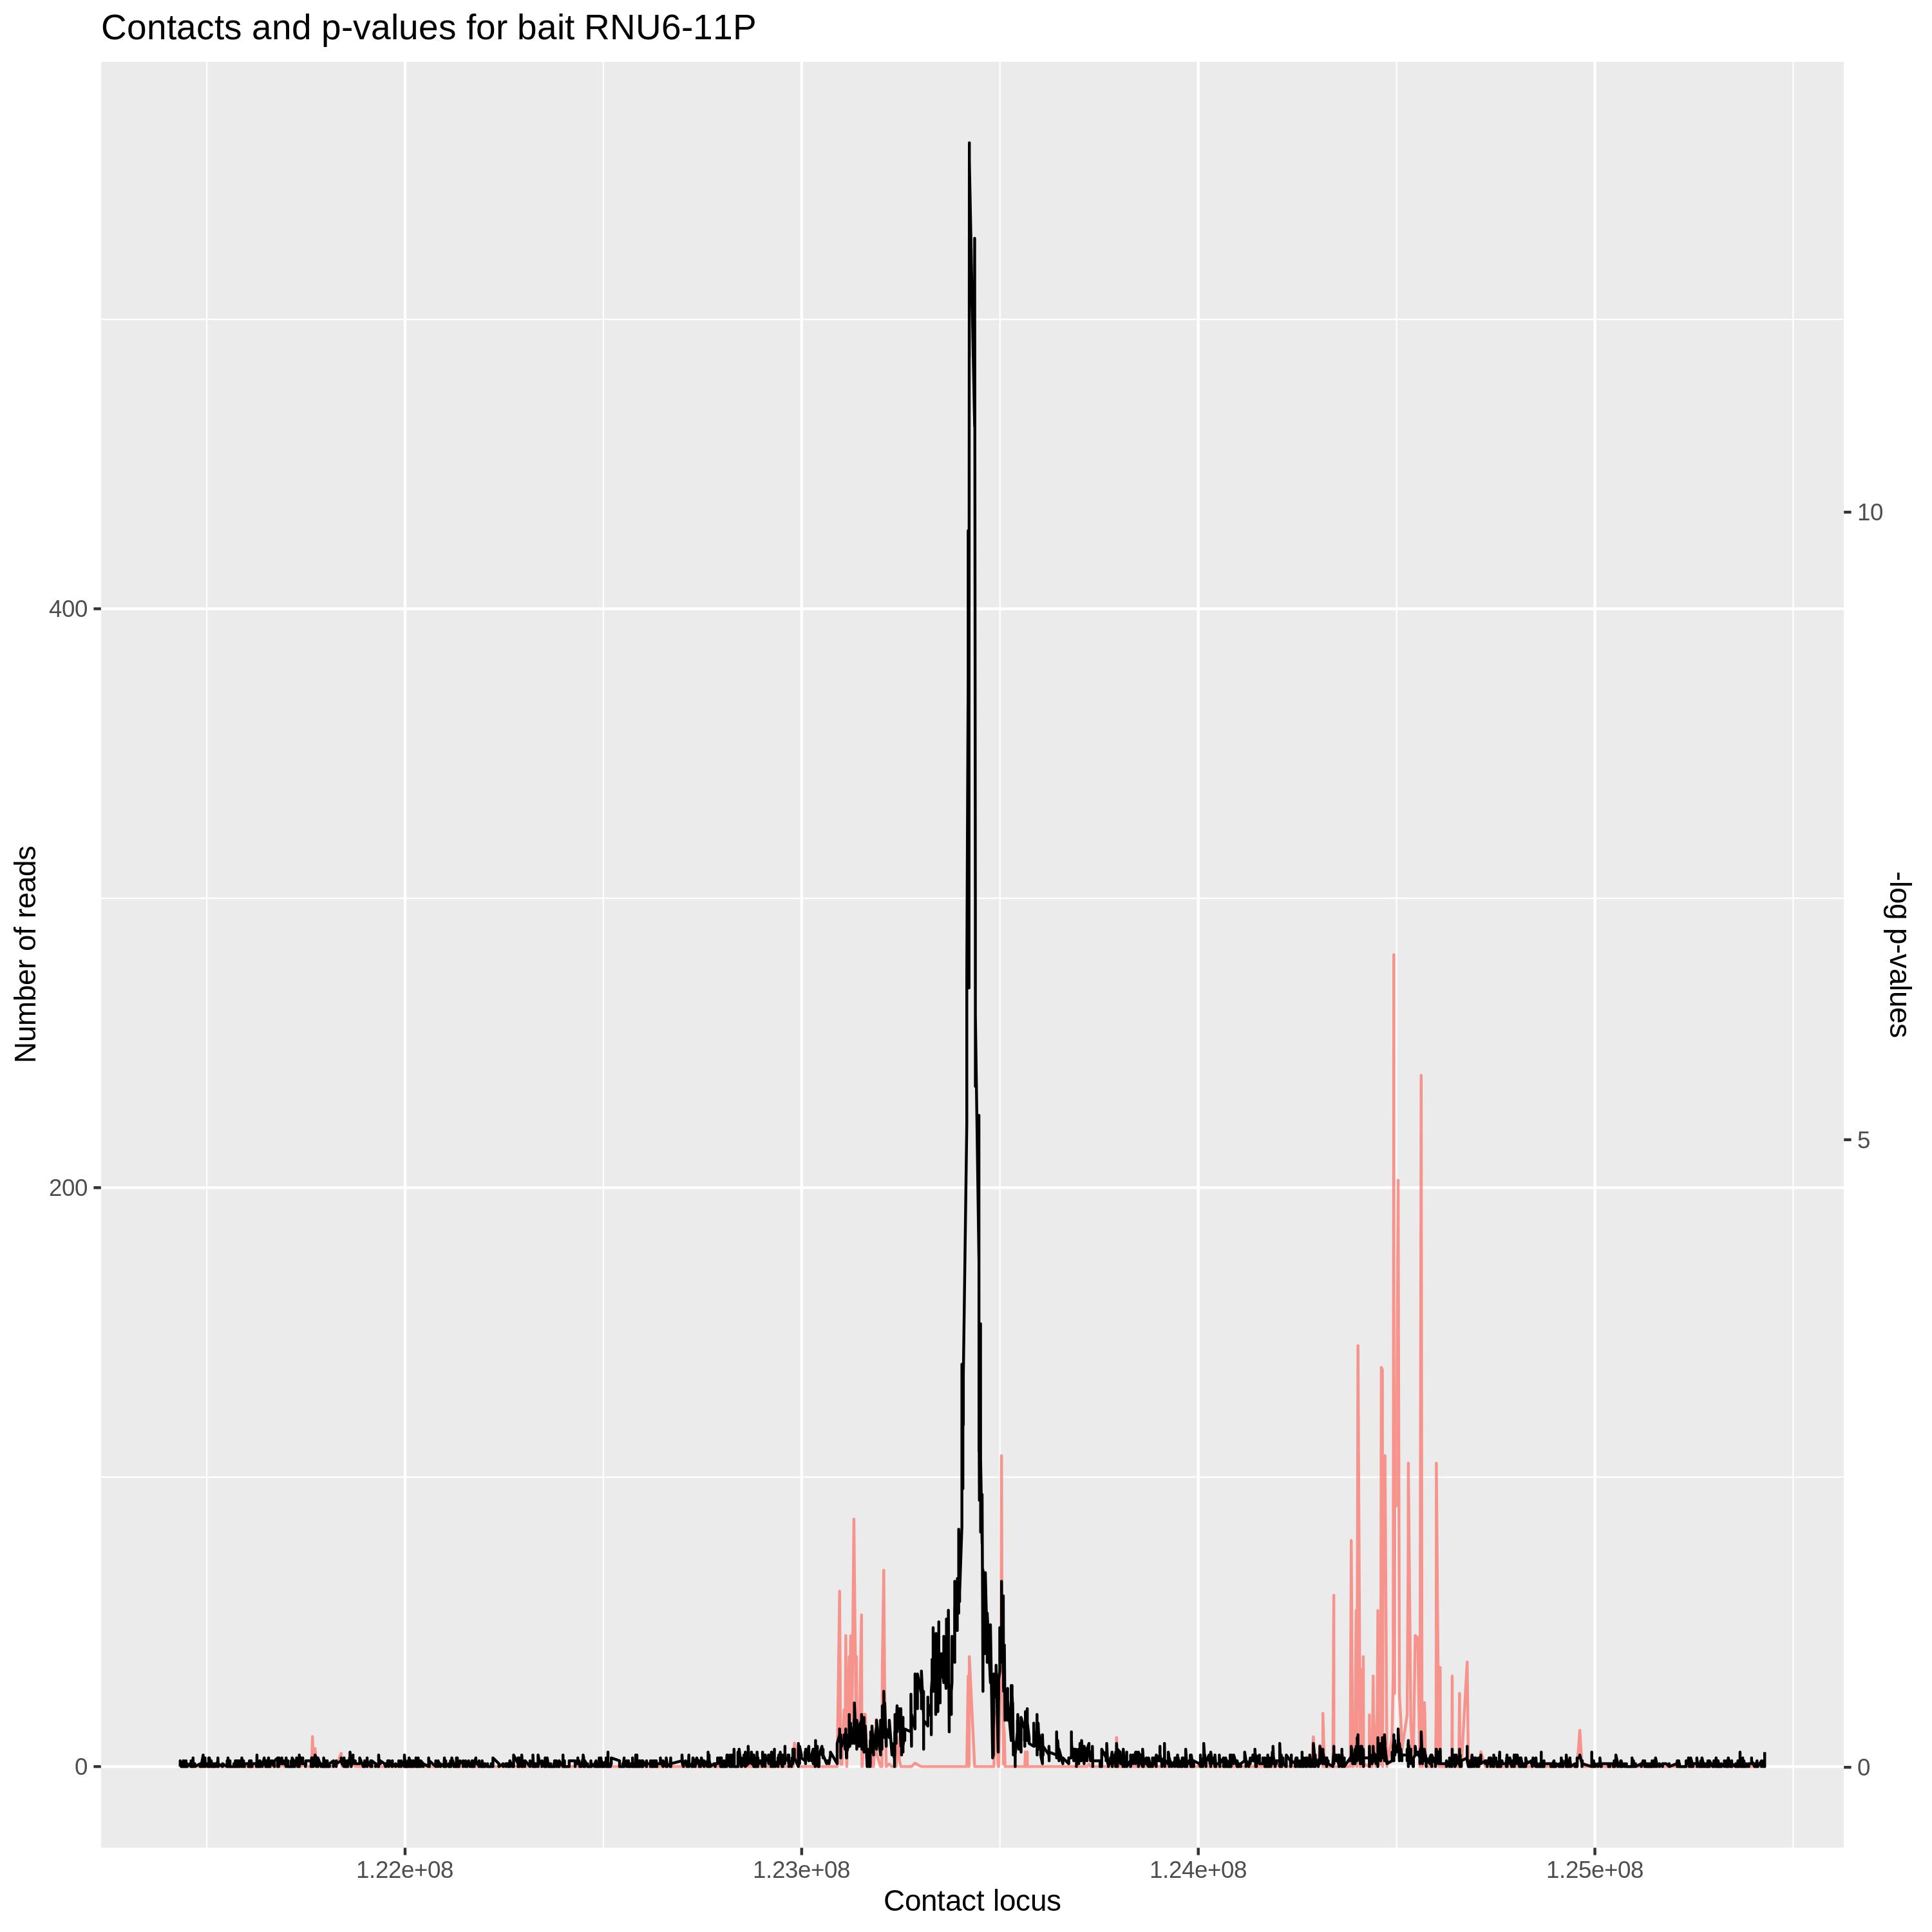 Contacts and p-values for bait RNU6-11P
Number of reads
400
200
0
10
5
0
-log p-values
1.22e+08
1.23e+08
1.24e+08
1.25e+08
Contact locus